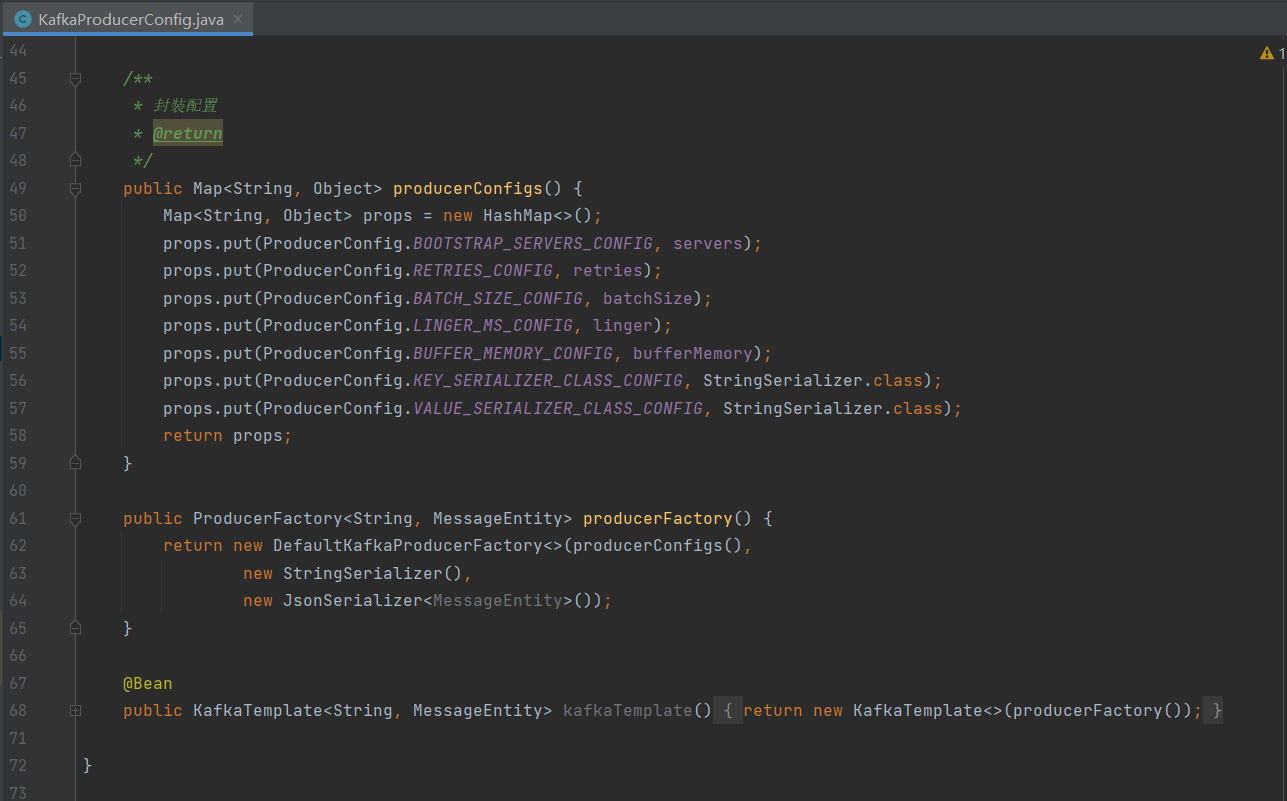 KafkaProducerConfig.java
1
44
45 /**
46 * 封装配置
47 * @return
48 */
49 public Map<String, Object> producerConfigs() {
50 Map<String, Object> props = new HashMap<>();
51 props.put(ProducerConfig.BOOTSTRAP_SERVERS_CONFIG, servers);
52 props.put(ProducerConfig.RETRIES_CONFIG, retries);
53 props.put(ProducerConfig.BATCH_SIZE_CONFIG, batchSize);
54 props.put(ProducerConfig.LINGER_MS_CONFIG, linger);
55 props.put(ProducerConfig.BUFFER_MEMORY_CONFIG, bufferMemory);
56 props.put(ProducerConfig.KEY_SERIALIZER_CLASS_CONFIG, StringSerializer.class);
57 props.put(ProducerConfig.VALUE_SERIALIZER_CLASS_CONFIG, StringSerializer.class);
58 return props;
59 }
60
61 public ProducerFactory<String, MessageEntity> producerFactory() {
62 return new DefaultKafkaProducerFactory<>(producerConfigs(),
63 new StringSerializer(),
64 new JsonSerializer<MessageEntity>());
65 }
66
67 @Bean
68 public KafkaTemplate<String, MessageEntity> kafkaTemplate() { return new KafkaTemplate<>(producerFactory()); }
71
72 }
73